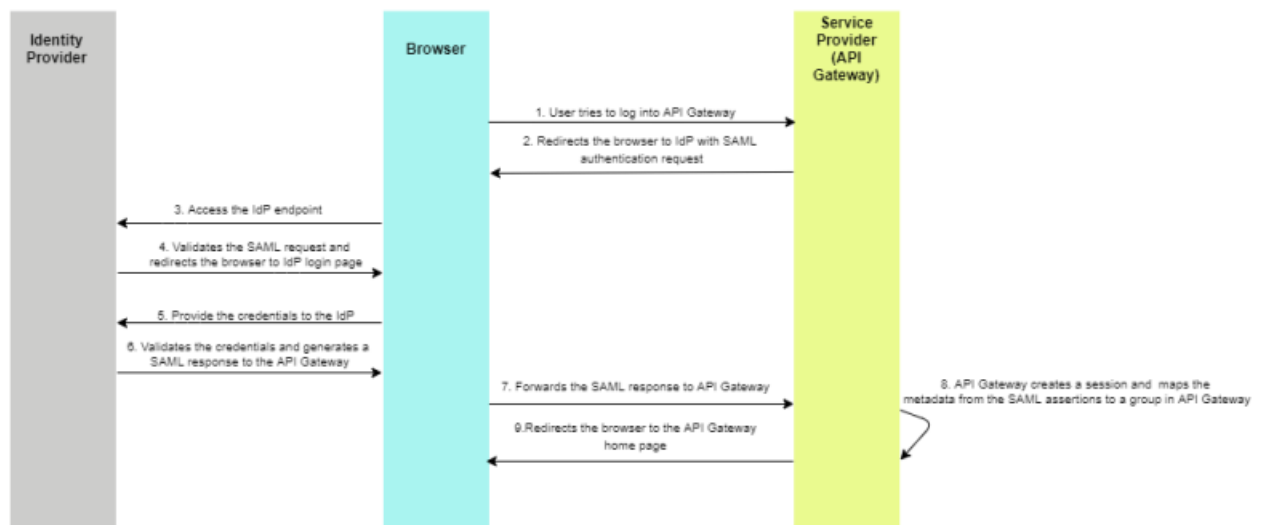 Identity
Provider
Browser
Service
Provider
(API
Gateway)
1. User tries to log into API Gateway
2. Redirects the browser to IdP with SAML
authentication request
3. Access the IdP endpoint
4. Validates the SAML request and
redirects the browser to IdP login page
5. Provide the credentials to the IdP
6. Validates the credentials and generates a
SAML response to the API Gateway
7. Forwards the SAML response to API Gateway
8. API Gateway creates a session and maps the
metadata from the SAML assertions to a group in API Gateway
9.Redirects the browser to the API Gateway
home page